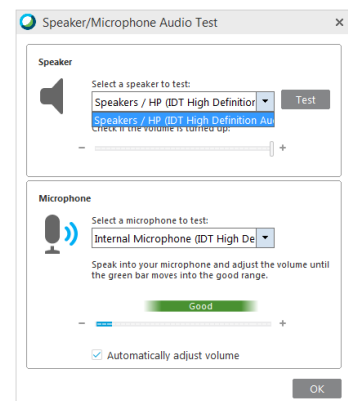 Speaker/Microphone Audio Test
Speaker
Select a speaker to test:
Speakers / HP (IDT High Definition
Test
Speakers / HP (IDT High Definition Au
Check if the volume is turned up:
- +
Microphone
Select a microphone to test:
Internal Microphone (IDT High De
Speak into your microphone and adjust the volume until
the green bar moves into the good range.
Good
- +
Automatically adjust volume
OK